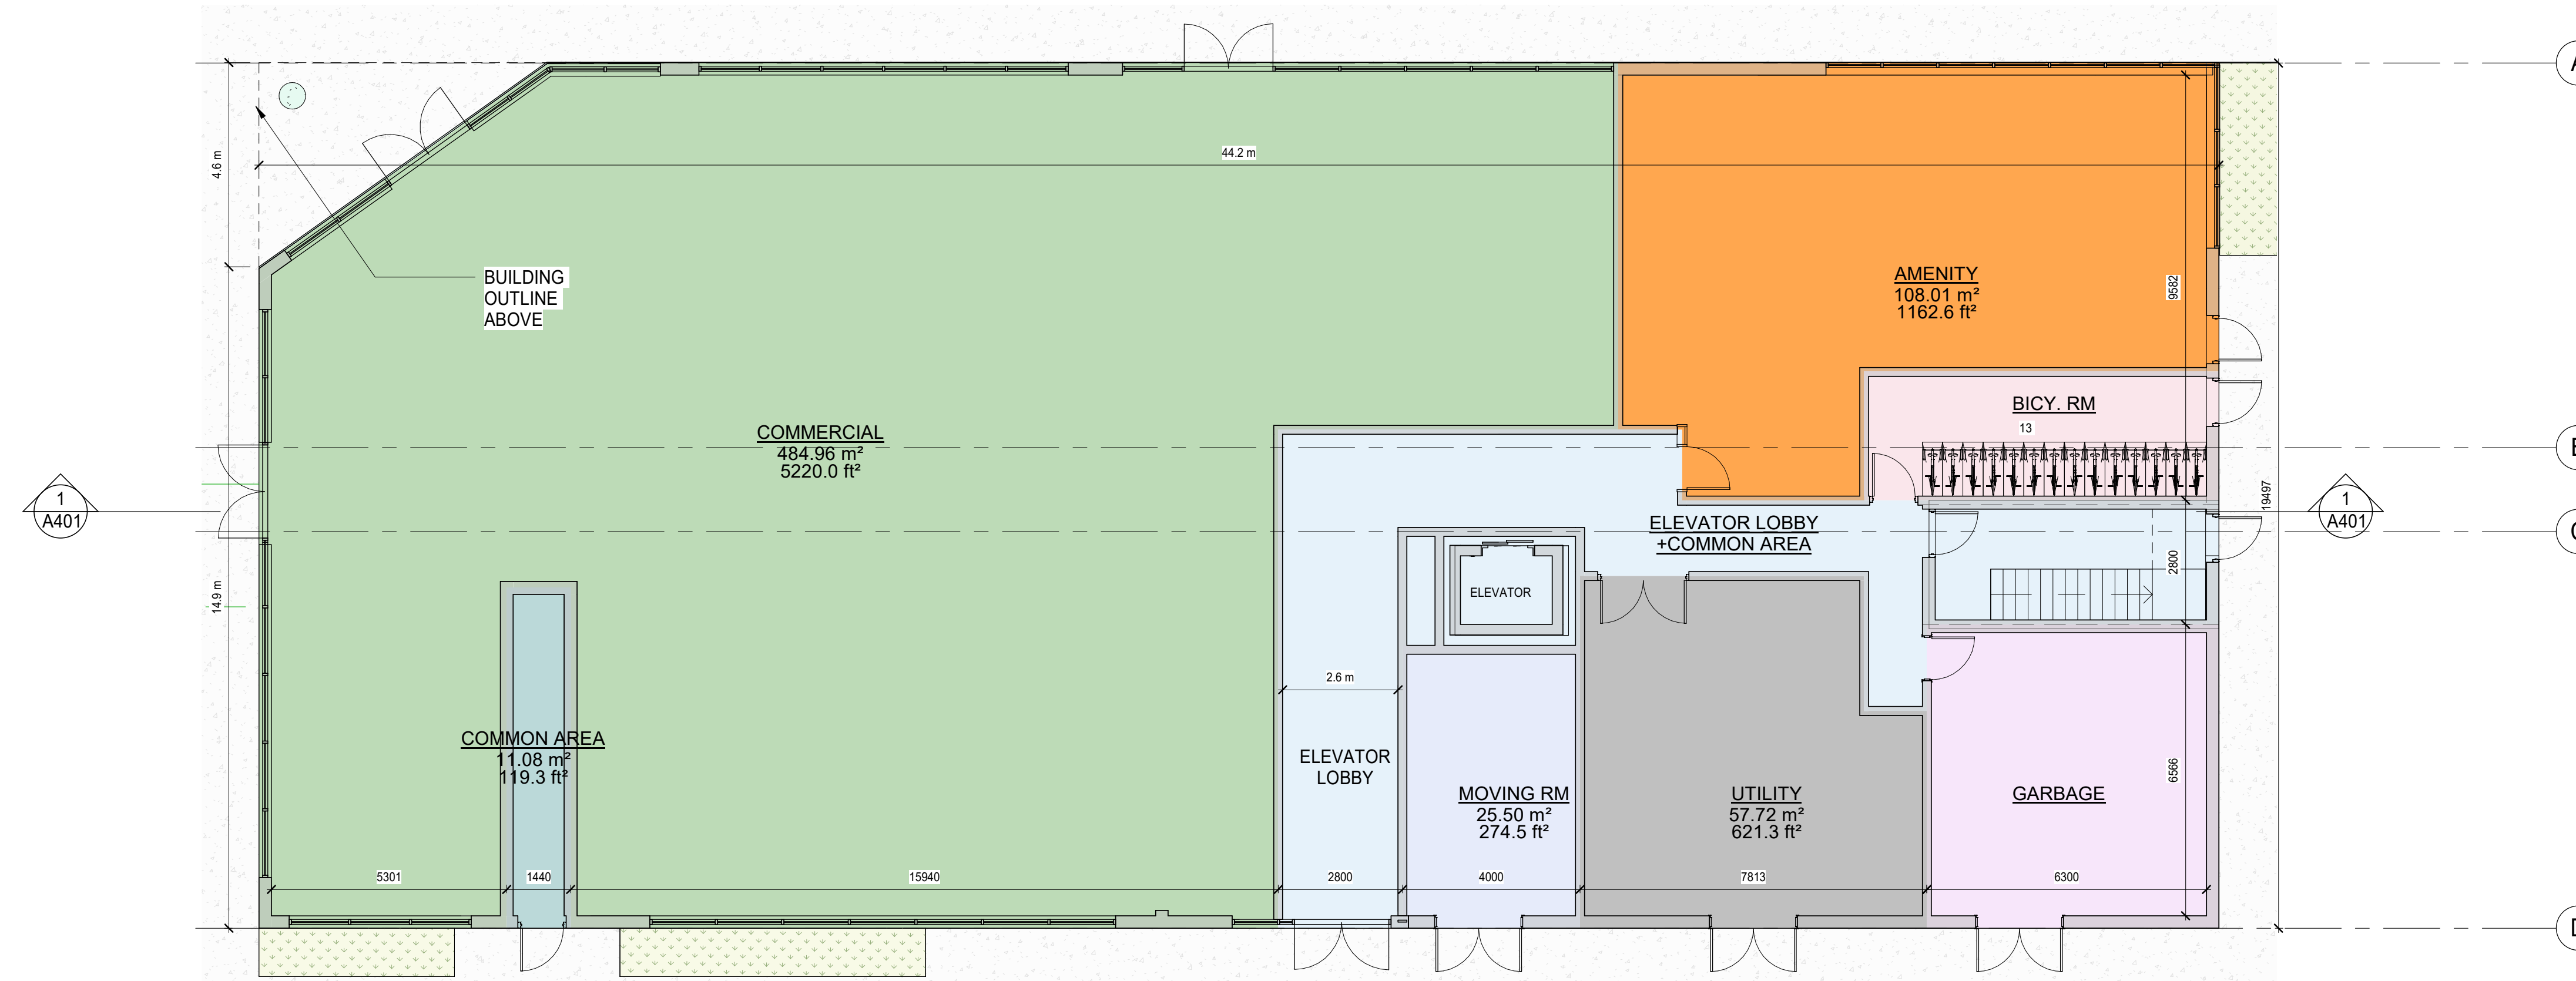 A
4.6 m
44.2 m
BUILDING
OUTLINE
ABOVE
AMENITY
108.01 m²
1162.6 ft²
9582
BICY. RM
13
COMMERCIAL
484.96 m²
5220.0 ft²
1
A401
19497
1
A401
ELEVATOR LOBBY
+COMMON AREA
2800
ELEVATOR
14.9 m
2.6 m
COMMON AREA
11.08 m²
119.3 ft²
ELEVATOR
LOBBY
MOVING RM
25.50 m²
274.5 ft²
UTILITY
57.72 m²
621.3 ft²
GARBAGE
6566
5301
1440
15940
2800
4000
7813
6300